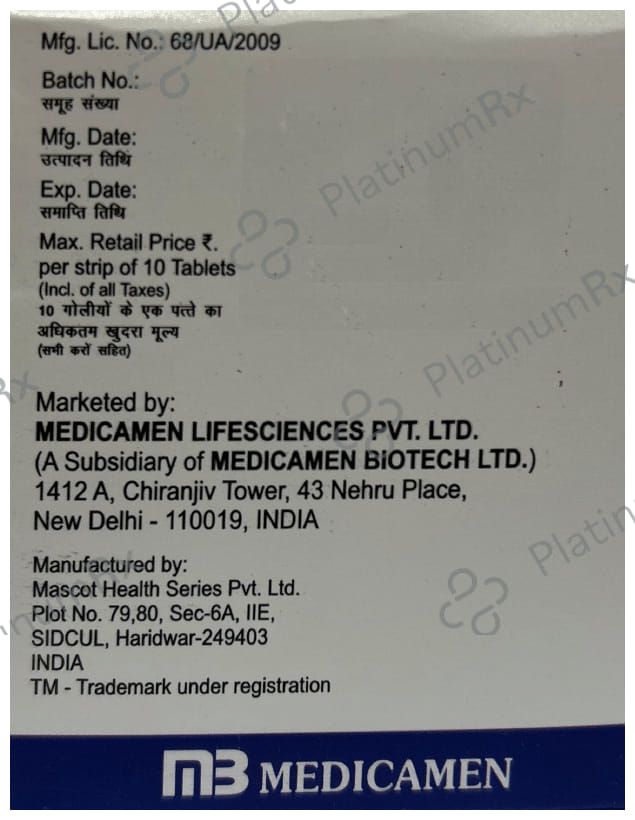 Mfg. Lic. No.: 68/UA/2009
Batch No.:
समूह संख्या
Mfg. Date:
उत्पादन तिथि
Exp. Date:
समाप्ति तिथि
Max. Retail Price ₹.
per strip of 10 Tablets
(Incl. of all Taxes)
10 गोलीयों के एक पत्ते का
अधिकतम खुदरा मूल्य
(सभी करों सहित)
Marketed by:
MEDICAMEN LIFESCIENCES PVT. LTD.
(A Subsidiary of MEDICAMEN BIOTECH LTD.)
1412 A, Chiranjiv Tower, 43 Nehru Place,
New Delhi - 110019, INDIA
Manufactured by:
Mascot Health Series Pvt. Ltd.
Plot No. 79,80, Sec-6A, IIE,
SIDCUL, Haridwar-249403
INDIA
TM - Trademark under registration
MB MEDICAMEN
PlatinumRx
PlatinumRx